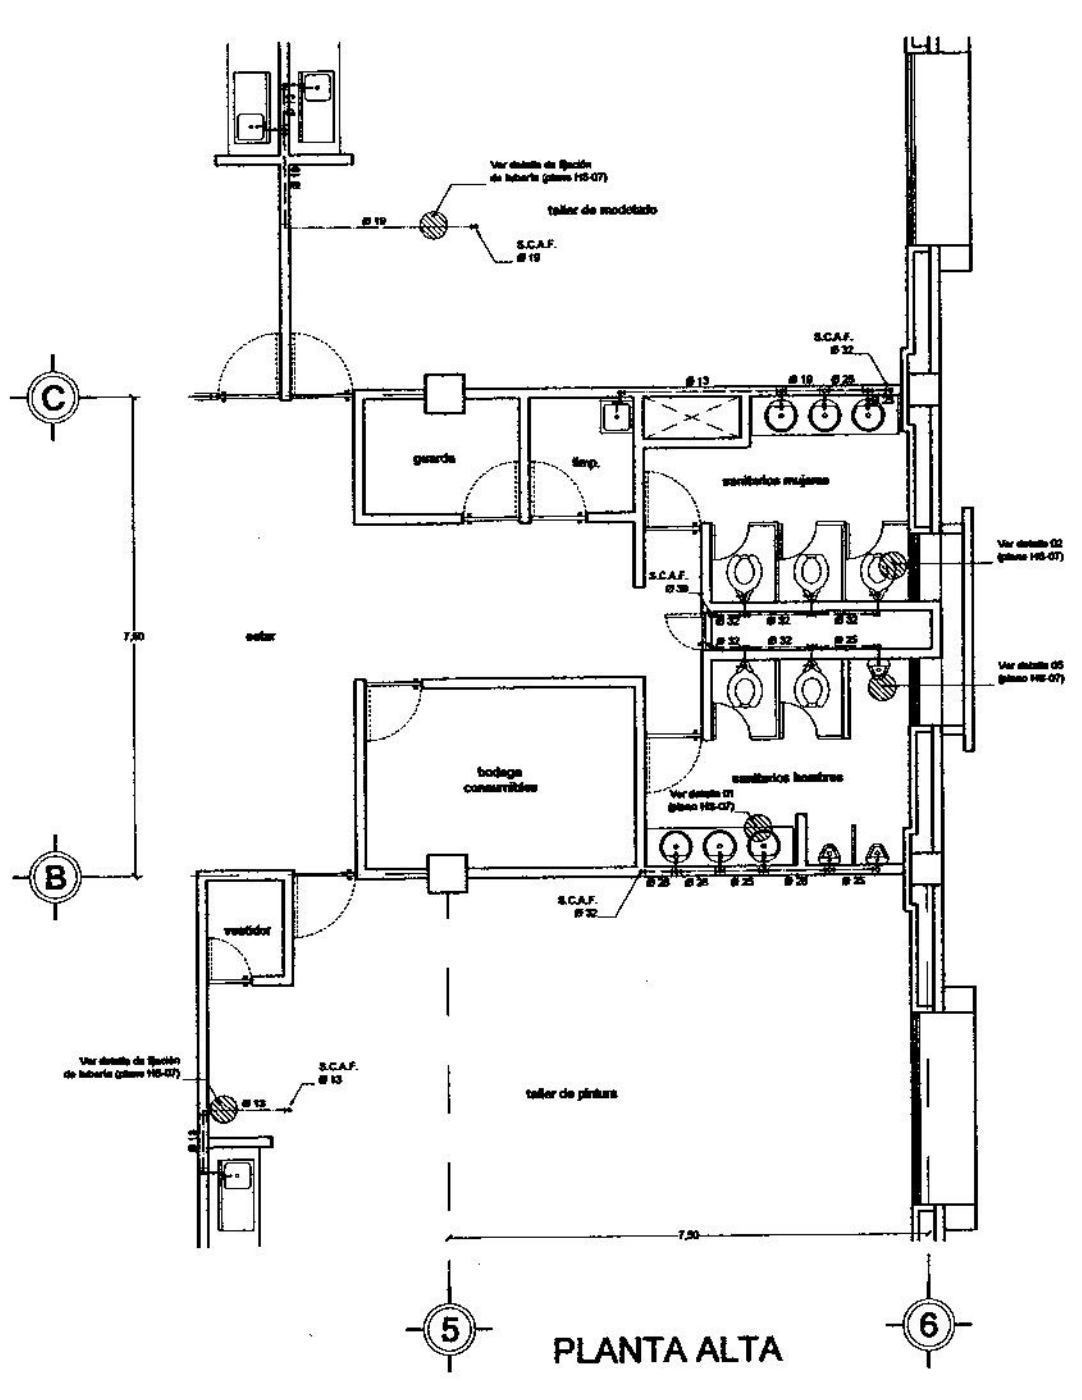 Ø 13
Ø 19
Ver detalle de fijación
de tubería (plano HS-07)
taller de modelado
Ø 19
S.C.A.F.
Ø 19
S.C.A.F.
Ø 32
C
Ø 13
Ø 19
Ø 25
guarda
limp.
sanitarios mujeres
Ver detalle 02
(plano HS-07)
S.C.A.F.
Ø 32
Ø 32
Ø 32
7,50
estar
Ø 32
Ø 32
Ø 25
Ver detalle 05
(plano HS-07)
bodega
consumibles
sanitarios hombres
Ver detalle 01
(plano HS-07)
B
Ø 25
Ø 25
S.C.A.F.
Ø 32
vestidor
Ver detalle de fijación
de tubería (plano HS-07)
S.C.A.F.
Ø 13
Ø 13
taller de pintura
Ø 13
7,50
5
6
PLANTA ALTA